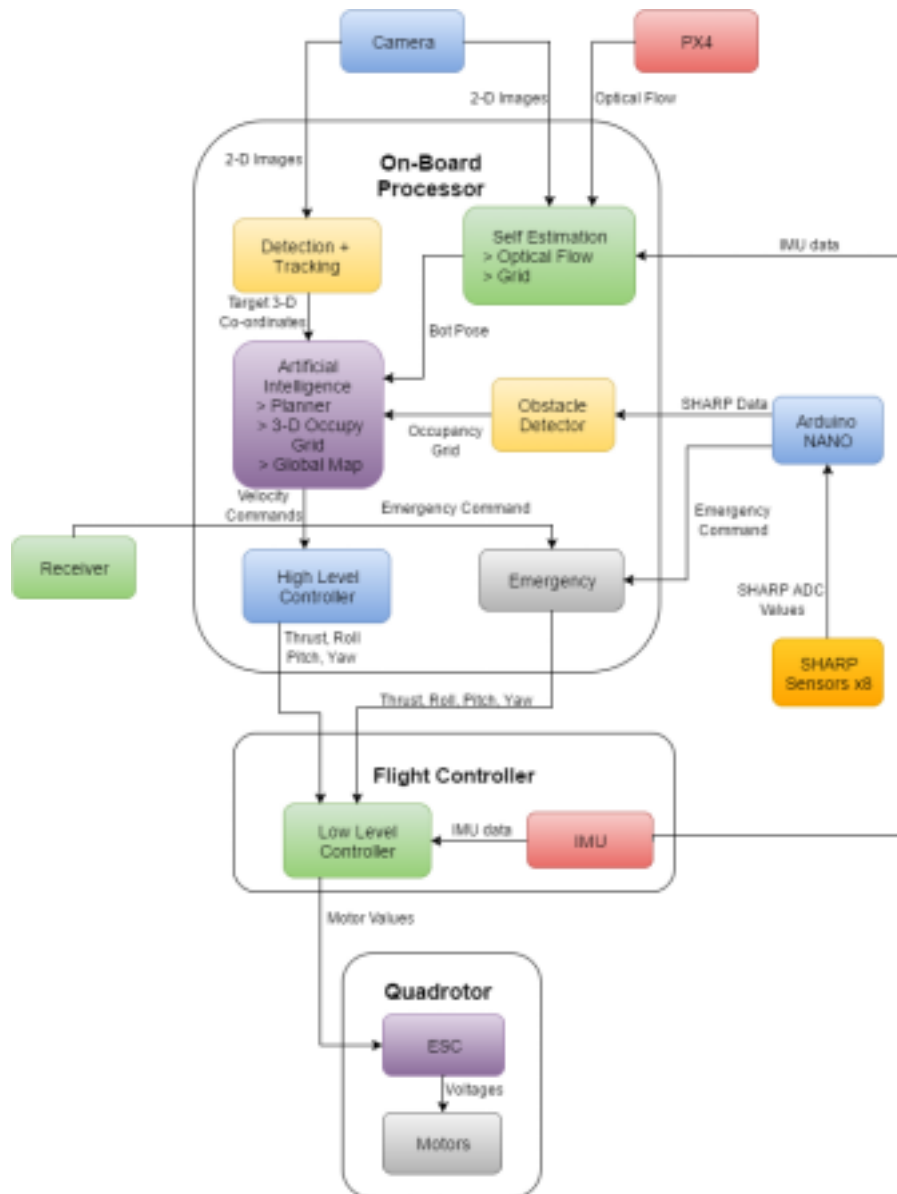 Camera
PX4
2-D Images
Optical Flow
2-D Images
On-Board
Processor
Detection +
Tracking
Self Estimation
> Optical Flow
> Grid
IMU data
Target 3-D
Co-ordinates
Bot Pose
Artificial
Intelligence
> Planner
> 3-D Occupy
Grid
> Global Map
Obstacle
Detector
SHARP Data
Arduino
NANO
Occupancy
Grid
Velocity
Commands
Emergency Command
Emergency
Command
Receiver
High Level
Controller
Emergency
SHARP ADC
Values
Thrust, Roll
Pitch, Yaw
SHARP
Sensors x8
Thrust, Roll, Pitch, Yaw
Flight Controller
Low Level
Controller
IMU data
IMU
Motor Values
Quadrotor
ESC
Voltages
Motors